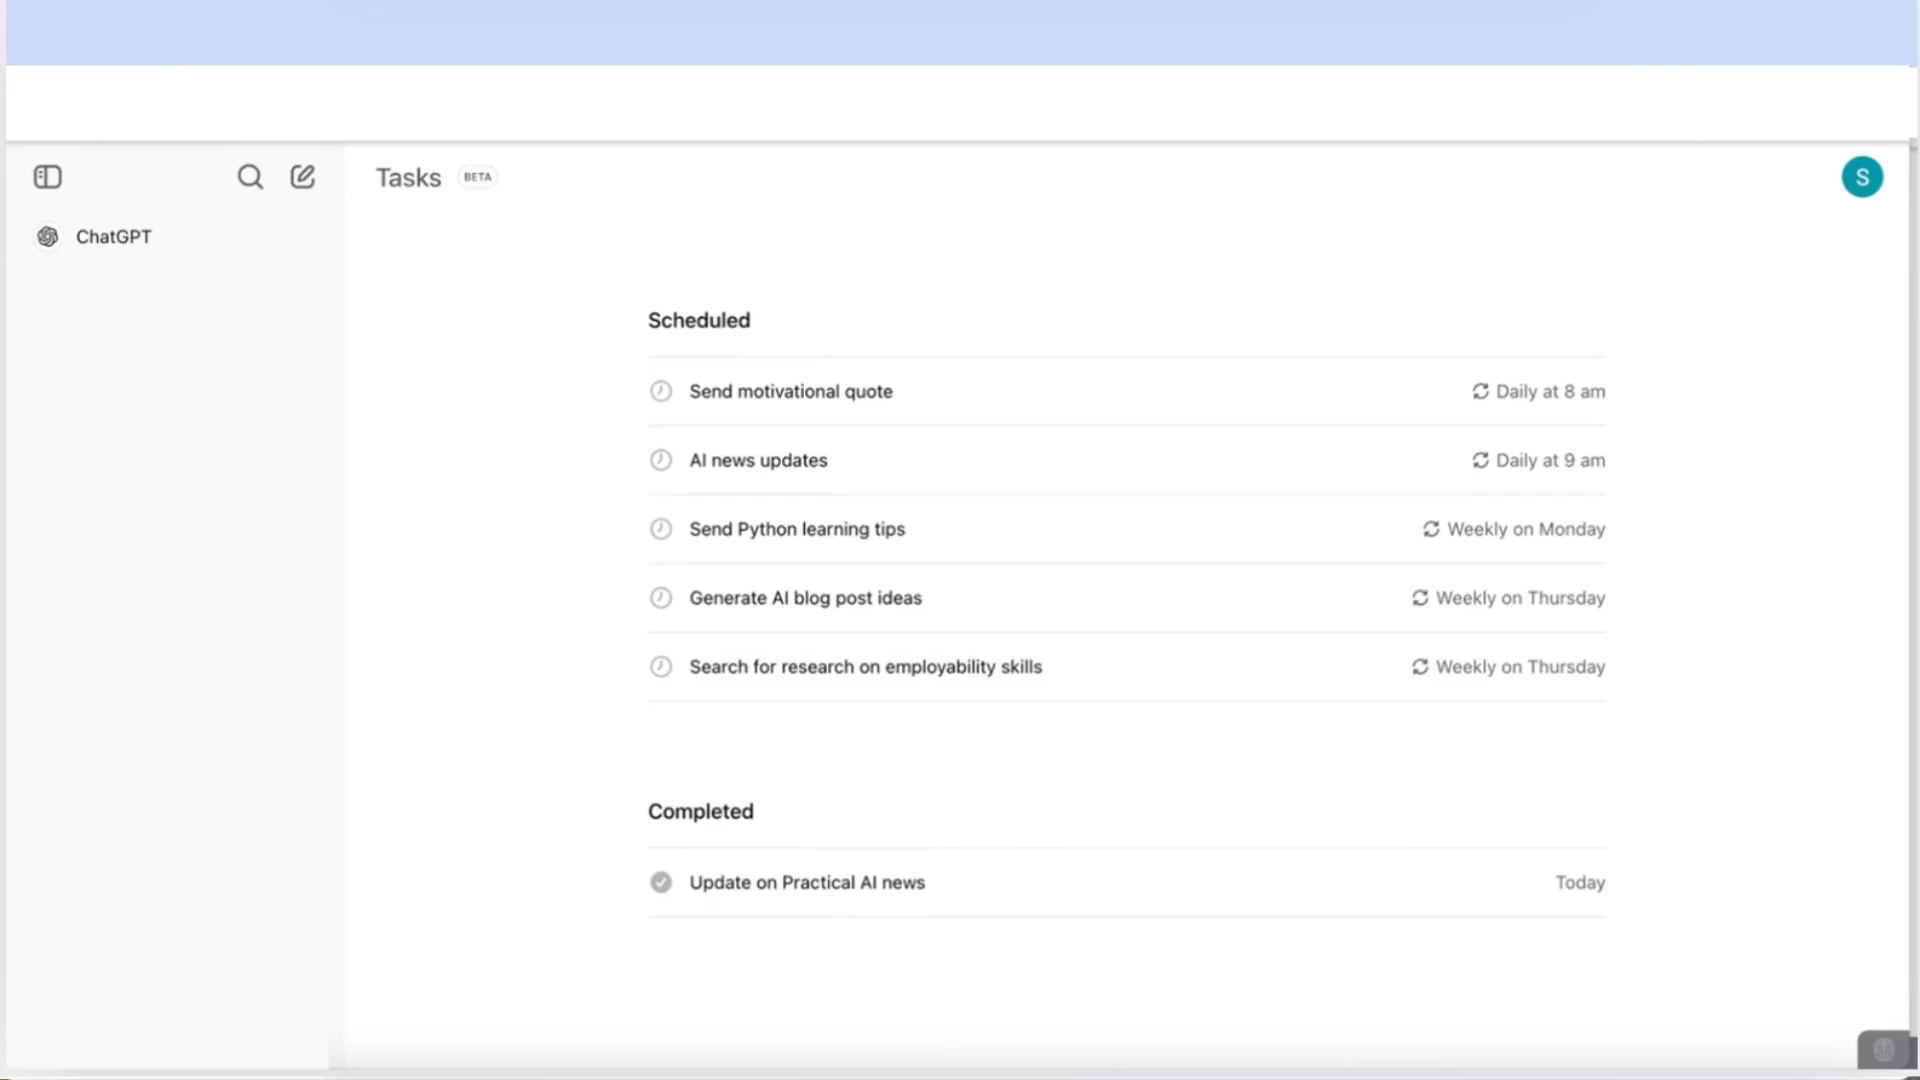 Tasks BETA
S
ChatGPT
Scheduled
Send motivational quote Daily at 8 am
AI news updates Daily at 9 am
Send Python learning tips Weekly on Monday
Generate AI blog post ideas Weekly on Thursday
Search for research on employability skills Weekly on Thursday
Completed
Update on Practical AI news Today